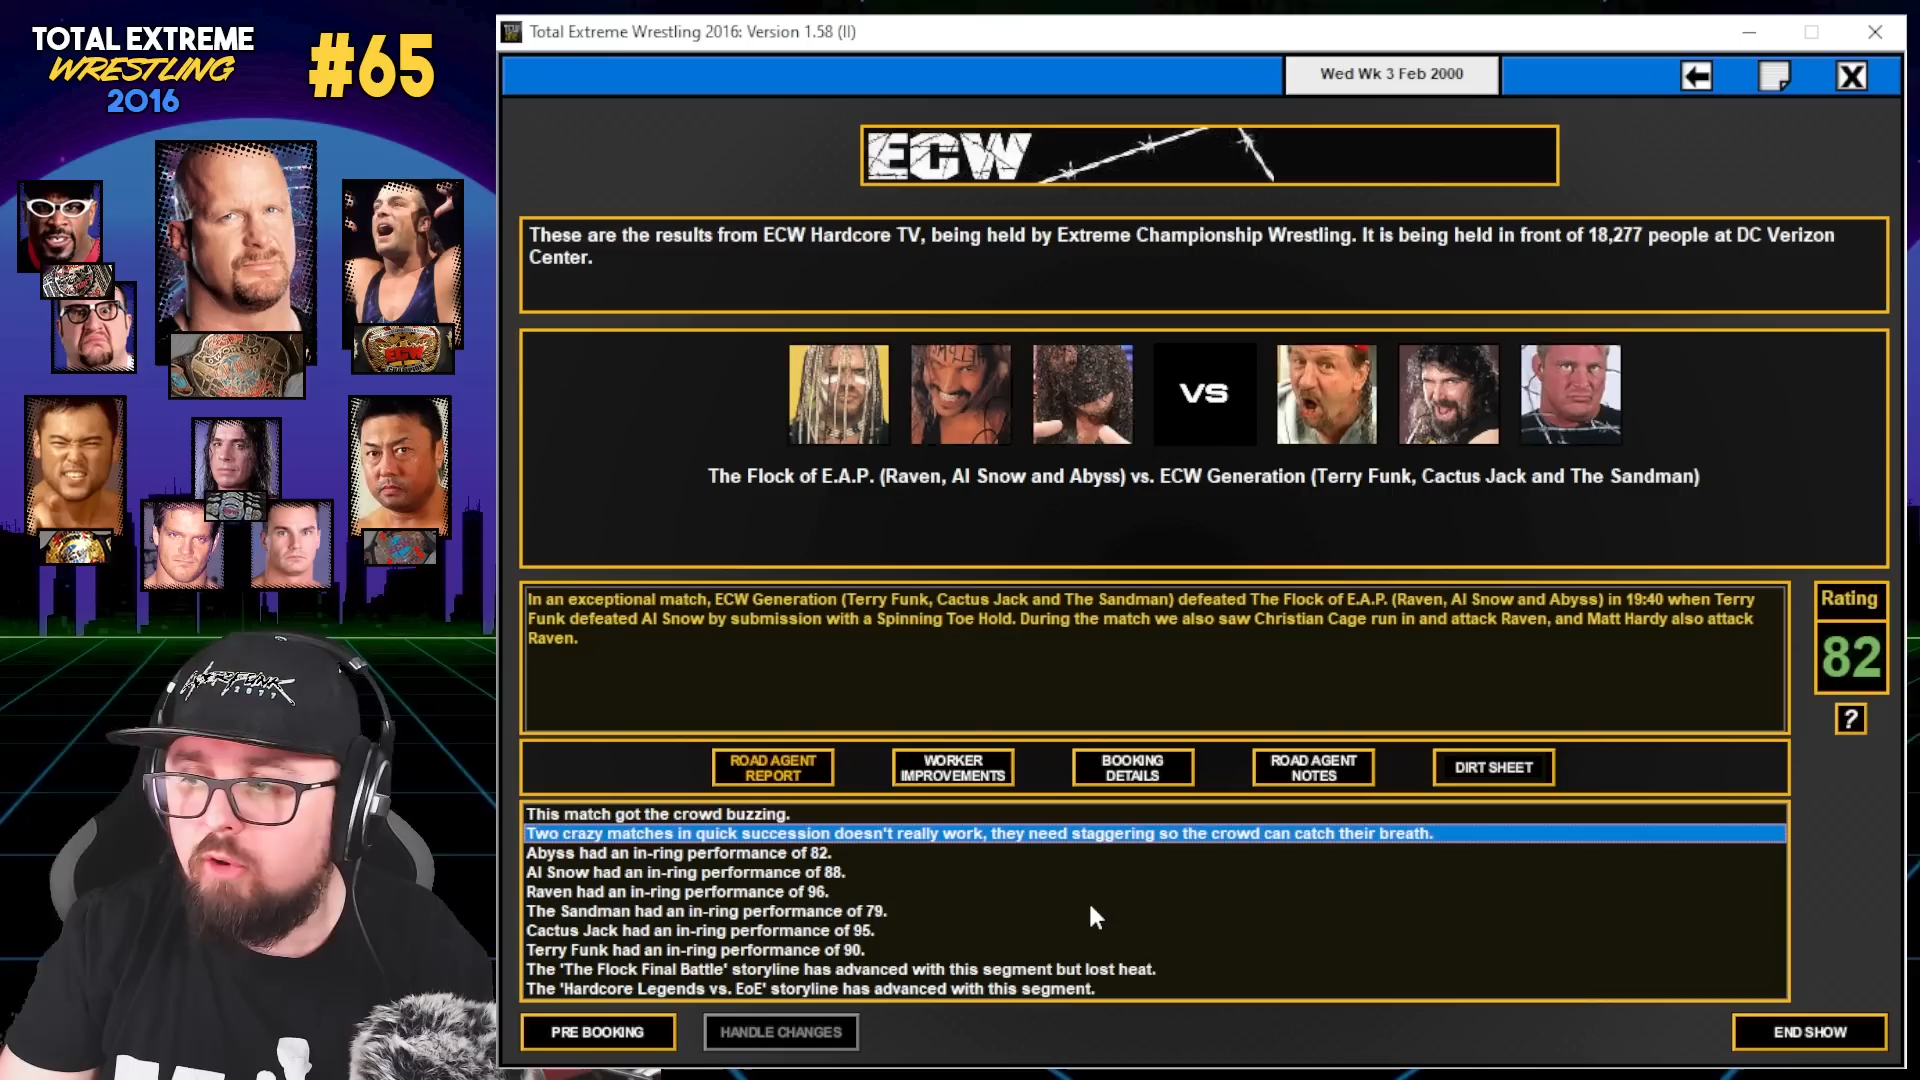 TOTAL EXTREME
WRESTLING
2016
#65
Total Extreme Wrestling 2016: Version 1.58 (II)
Wed Wk 3 Feb 2000
ECW
These are the results from ECW Hardcore TV, being held by Extreme Championship Wrestling. It is being held in front of 18,277 people at DC Verizon
Center.
VS
The Flock of E.A.P. (Raven, Al Snow and Abyss) vs. ECW Generation (Terry Funk, Cactus Jack and The Sandman)
In an exceptional match, ECW Generation (Terry Funk, Cactus Jack and The Sandman) defeated The Flock of E.A.P. (Raven, Al Snow and Abyss) in 19:40 when Terry
Funk defeated Al Snow by submission with a Spinning Toe Hold. During the match we also saw Christian Cage run in and attack Raven, and Matt Hardy also attack
Raven.
Rating
82
?
ROAD AGENT
REPORT
WORKER
IMPROVEMENTS
BOOKING
DETAILS
ROAD AGENT
NOTES
DIRT SHEET
This match got the crowd buzzing.
Two crazy matches in quick succession doesn't really work, they need staggering so the crowd can catch their breath.
Abyss had an in-ring performance of 82.
Al Snow had an in-ring performance of 88.
Raven had an in-ring performance of 96.
The Sandman had an in-ring performance of 79.
Cactus Jack had an in-ring performance of 95.
Terry Funk had an in-ring performance of 90.
The 'The Flock Final Battle' storyline has advanced with this segment but lost heat.
The 'Hardcore Legends vs. EoE' storyline has advanced with this segment.
PRE BOOKING
HANDLE CHANGES
END SHOW